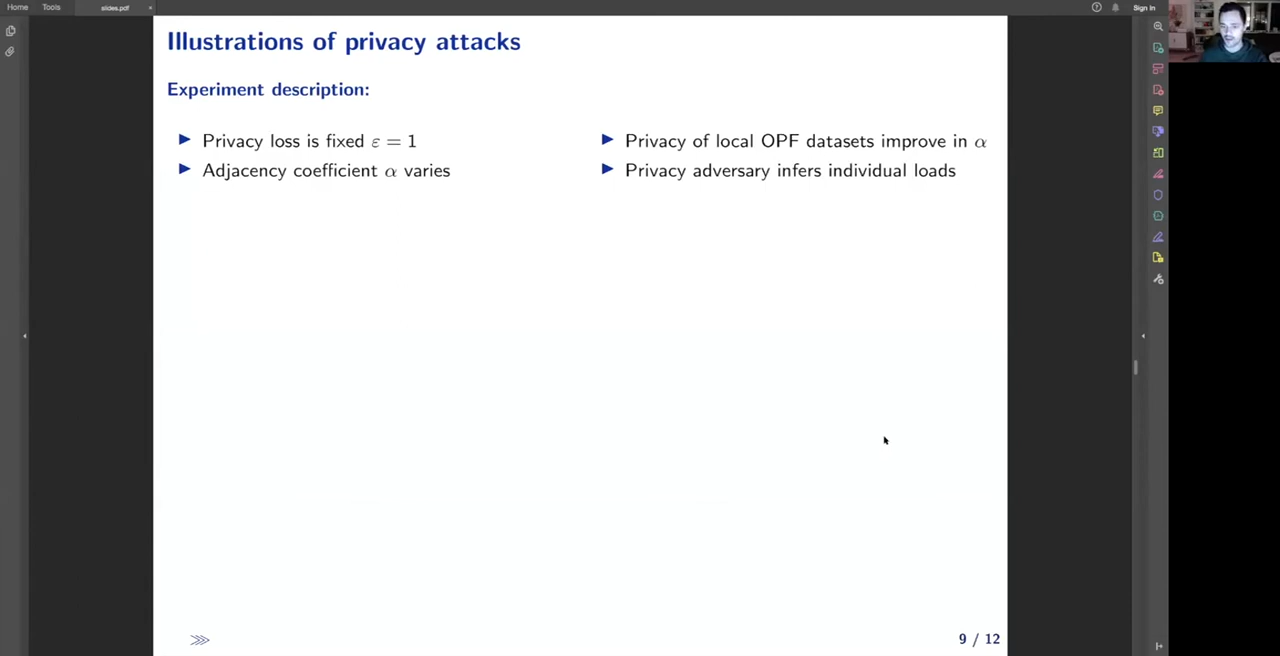 Home Tools slides.pdf × Sign In
Illustrations of privacy attacks
Experiment description:
▶ Privacy loss is fixed ε = 1
▶ Adjacency coefficient α varies
▶ Privacy of local OPF datasets improve in α
▶ Privacy adversary infers individual loads
9 / 12